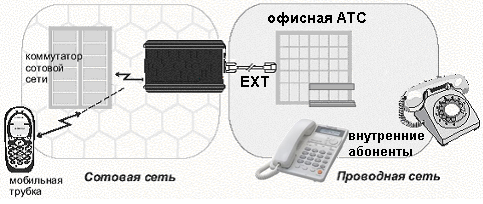 офисная АТС
коммутатор
сотовой
сети
EXT
внутренние
абоненты
мобильная
трубка
Сотовая сеть
Проводная сеть